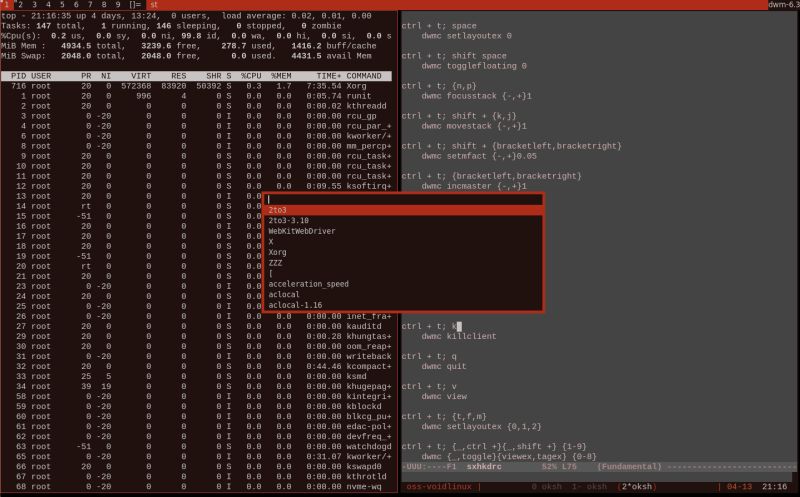 1 2 3 4 5 6 7 8 9 []= st dwm-6.3
top - 21:16:35 up 4 days, 13:24, 0 users, load average: 0.02, 0.01, 0.00
Tasks: 147 total, 1 running, 146 sleeping, 0 stopped, 0 zombie
%Cpu(s): 0.2 us, 0.0 sy, 0.0 ni, 99.8 id, 0.0 wa, 0.0 hi, 0.0 si, 0.0 s
MiB Mem : 4934.5 total, 3239.6 free, 278.7 used, 1416.2 buff/cache
MiB Swap: 2048.0 total, 2048.0 free, 0.0 used. 4431.5 avail Mem
PID USER PR NI VIRT RES SHR S %CPU %MEM TIME+ COMMAND
716 root 20 0 572368 83920 50392 S 0.3 1.7 7:35.54 Xorg
1 root 20 0 996 4 0 S 0.0 0.0 0:05.74 runit
2 root 20 0 0 0 0 S 0.0 0.0 0:00.02 kthreadd
3 root 0 -20 0 0 0 I 0.0 0.0 0:00.00 rcu_gp
4 root 0 -20 0 0 0 I 0.0 0.0 0:00.00 rcu_par_+
6 root 0 -20 0 0 0 I 0.0 0.0 0:00.00 kworker/+
8 root 0 -20 0 0 0 I 0.0 0.0 0:00.00 mm_percp+
9 root 20 0 0 0 0 S 0.0 0.0 0:00.00 rcu_task+
10 root 20 0 0 0 0 S 0.0 0.0 0:00.00 rcu_task+
11 root 20 0 0 0 0 S 0.0 0.0 0:00.00 rcu_task+
12 root 20 0 0 0 0 S 0.0 0.0 0:09.55 ksoftirq+
13 root 20 0 0 0 0 I 0.0
14 root rt 0 0 0 0 S 0.0
15 root -51 0 0 0 0 S 0.0
16 root 20 0 0 0 0 S 0.0
17 root 20 0 0 0 0 S 0.0
18 root 20 0 0 0 0 S 0.0
19 root -51 0 0 0 0 S 0.0
20 root rt 0 0 0 0 S 0.0
21 root 20 0 0 0 0 S 0.0
23 root 0 -20 0 0 0 I 0.0
24 root 20 0 0 0 0 S 0.0
25 root 0 -20 0 0 0 I 0.0
26 root 0 -20 0 0 0 I 0.0 0.0 0:00.00 inet_fra+
27 root 20 0 0 0 0 S 0.0 0.0 0:00.00 kauditd
29 root 20 0 0 0 0 S 0.0 0.0 0:00.28 khungtas+
30 root 20 0 0 0 0 S 0.0 0.0 0:00.00 oom_reap+
31 root 0 -20 0 0 0 I 0.0 0.0 0:00.00 writeback
32 root 20 0 0 0 0 S 0.0 0.0 0:44.46 kcompact+
33 root 25 5 0 0 0 S 0.0 0.0 0:00.00 ksmd
34 root 39 19 0 0 0 S 0.0 0.0 0:00.00 khugepag+
58 root 0 -20 0 0 0 I 0.0 0.0 0:00.00 kintegri+
59 root 0 -20 0 0 0 I 0.0 0.0 0:00.00 kblockd
60 root 0 -20 0 0 0 I 0.0 0.0 0:00.00 blkcg_pu+
61 root 0 -20 0 0 0 I 0.0 0.0 0:00.00 edac-pol+
62 root 0 -20 0 0 0 I 0.0 0.0 0:00.00 devfreq_+
63 root -51 0 0 0 0 S 0.0 0.0 0:00.00 watchdogd
65 root 0 -20 0 0 0 I 0.0 0.0 0:31.07 kworker/+
66 root 20 0 0 0 0 S 0.0 0.0 0:00.00 kswapd0
67 root 0 -20 0 0 0 I 0.0 0.0 0:00.00 kthrotld
68 root 0 -20 0 0 0 I 0.0 0.0 0:00.00 nvme-wq
2to3
2to3-3.10
WebKitWebDriver
X
Xorg
ZZZ
[
acceleration_speed
aclocal
aclocal-1.16
ctrl + t; space
dwmc setlayoutex 0
ctrl + t; shift space
dwmc togglefloating 0
ctrl + t; {n,p}
dwmc focusstack {-,+}1
ctrl + t; shift + {k,j}
dwmc movestack {-,+}1
ctrl + t; shift + {bracketleft,bracketright}
dwmc setmfact {-,+}0.05
ctrl + t; {bracketleft,bracketright}
dwmc incmaster {-,+}1
ctrl + t; k
dwmc killclient
ctrl + t; q
dwmc quit
ctrl + t; v
dwmc view
ctrl + t; {t,f,m}
dwmc setlayoutex {0,1,2}
ctrl + t; {_,ctrl +}{_,shift +} {1-9}
dwmc {_,toggle}{viewex,tagex} {0-8}
-UUU:----F1 sxhkdrc 52% L75 (Fundamental) --------------------------
oss-voidlinux | 0 oksh 1- oksh (2*oksh) | 04-13 21:16